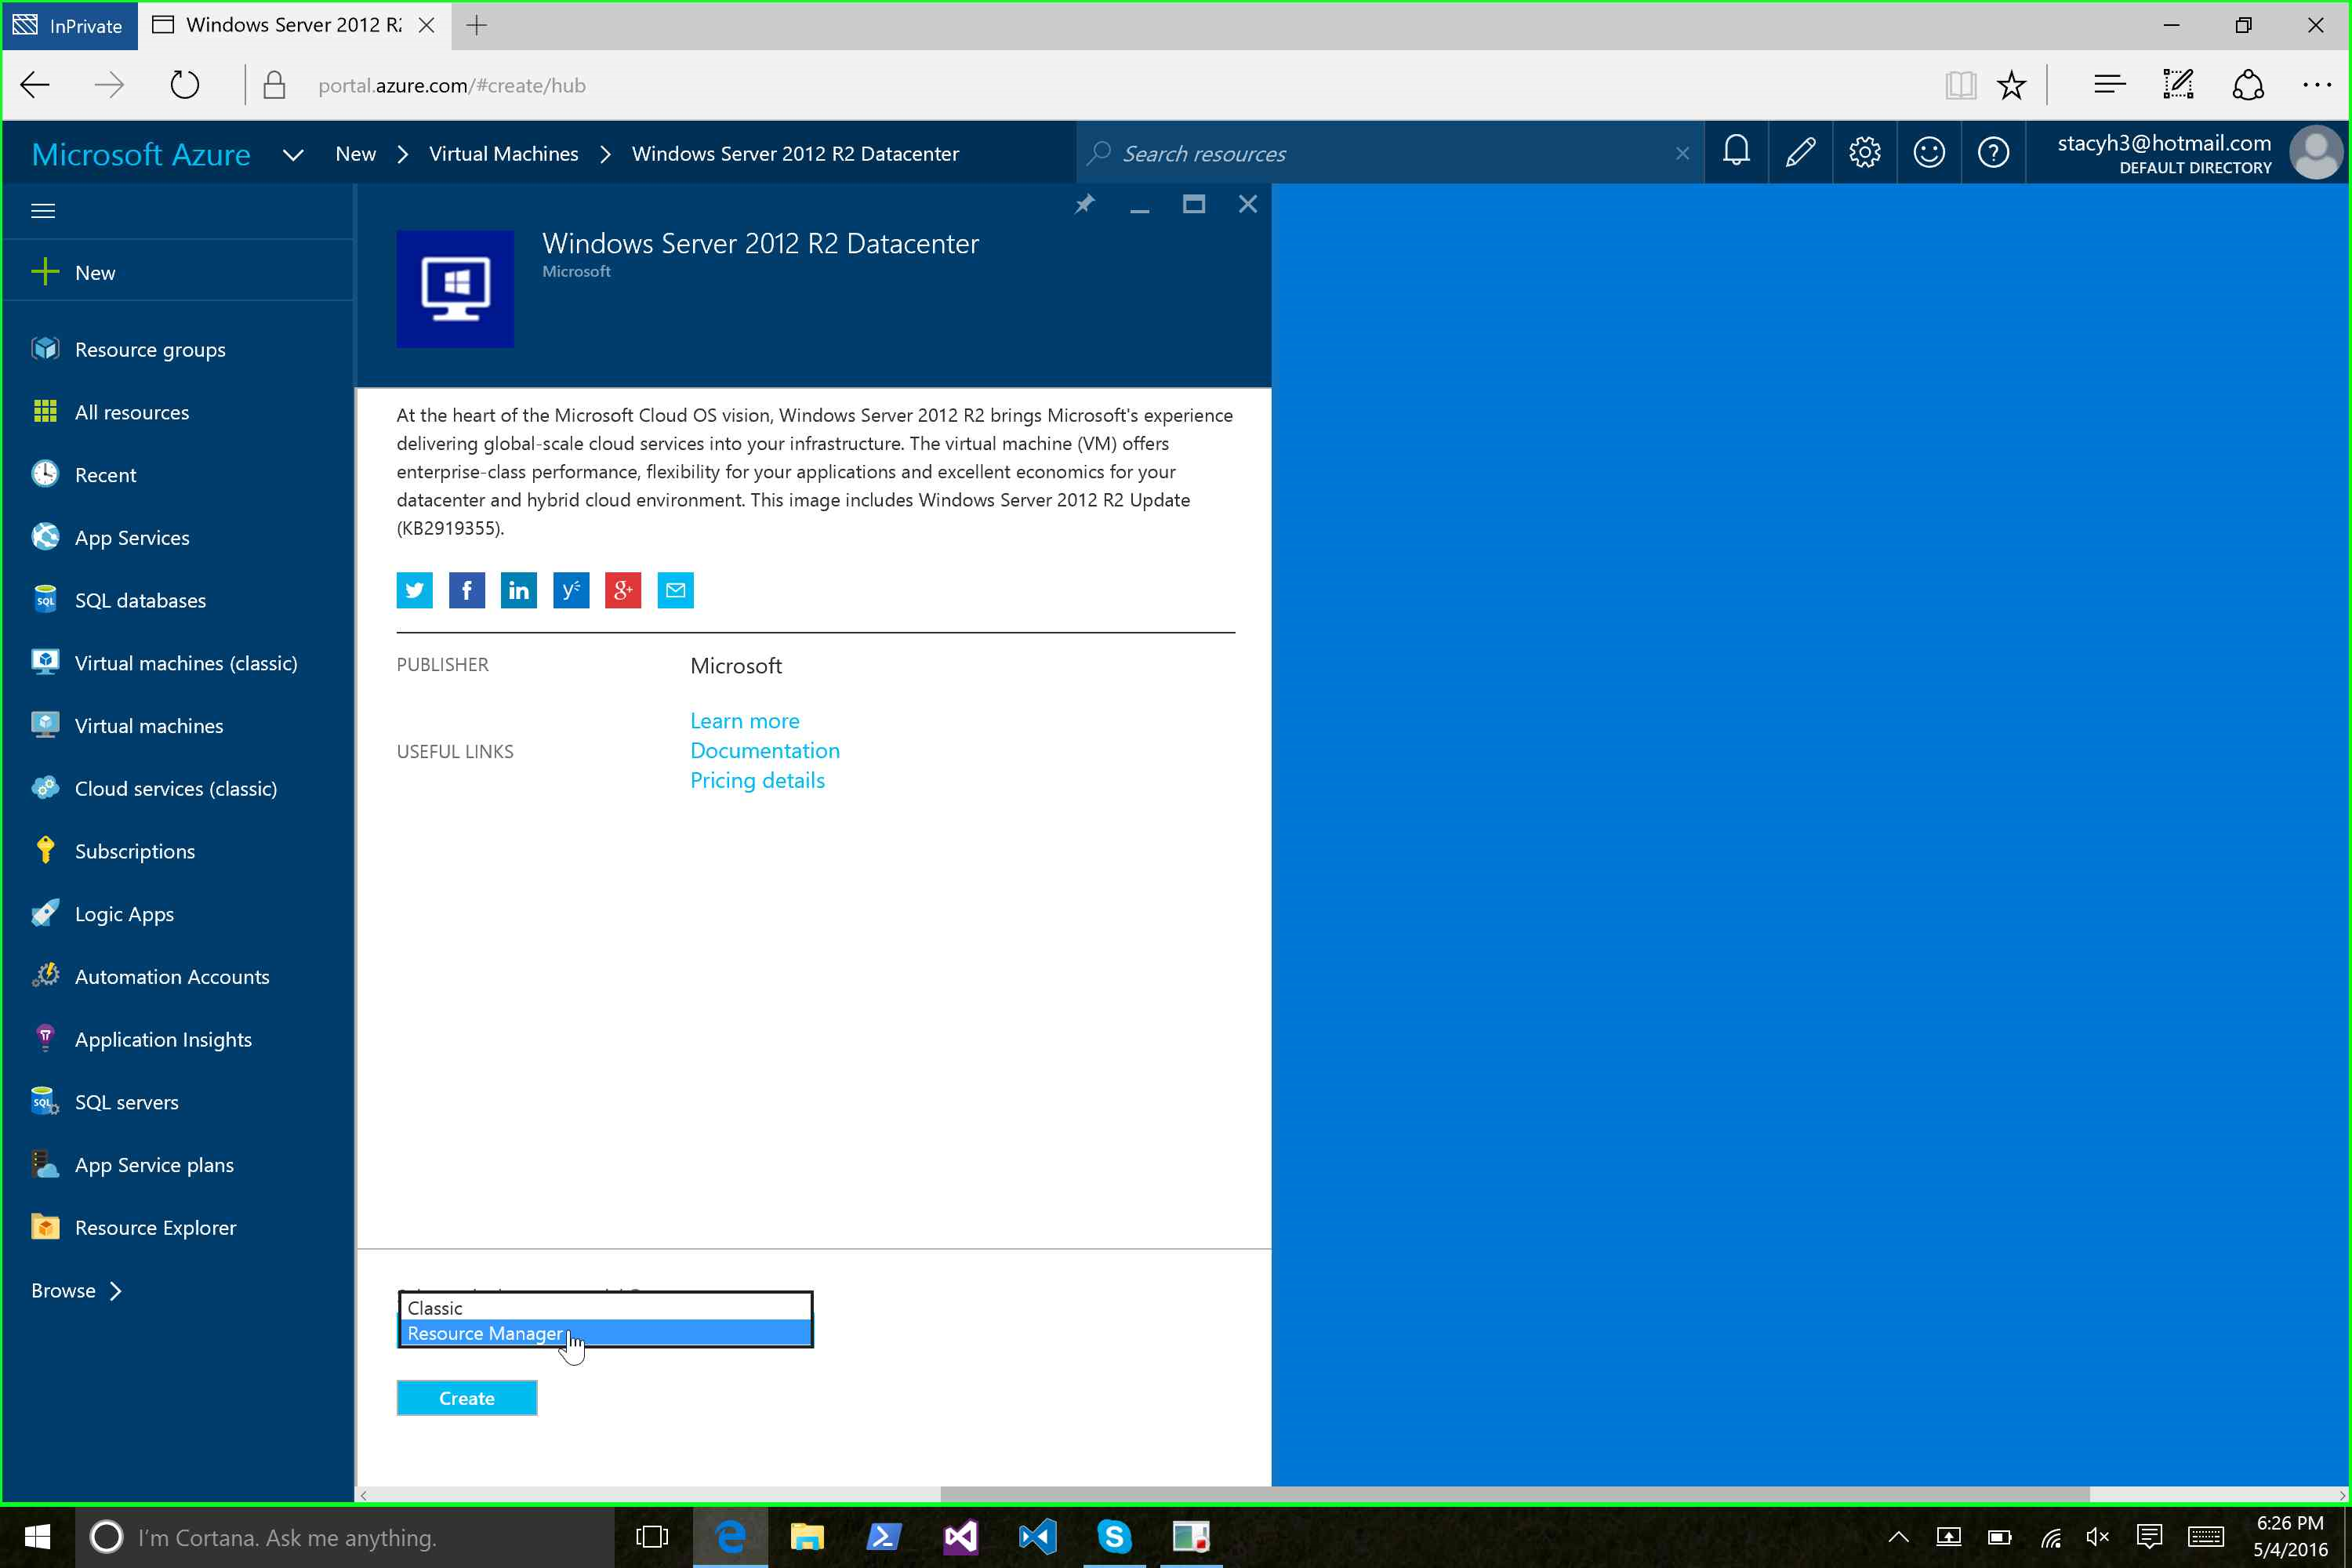 InPrivate
Windows Server 2012 R
portal.azure.com/#create/hub
Microsoft Azure
New
Virtual Machines
Windows Server 2012 R2 Datacenter
Search resources
stacyh3@hotmail.com
DEFAULT DIRECTORY
New
Resource groups
All resources
Recent
App Services
SQL databases
Virtual machines (classic)
Virtual machines
Cloud services (classic)
Subscriptions
Logic Apps
Automation Accounts
Application Insights
SQL servers
App Service plans
Resource Explorer
Browse
Windows Server 2012 R2 Datacenter
Microsoft
At the heart of the Microsoft Cloud OS vision, Windows Server 2012 R2 brings Microsoft's experience
delivering global-scale cloud services into your infrastructure. The virtual machine (VM) offers
enterprise-class performance, flexibility for your applications and excellent economics for your
datacenter and hybrid cloud environment. This image includes Windows Server 2012 R2 Update
(KB2919355).
PUBLISHER
Microsoft
Learn more
USEFUL LINKS
Documentation
Pricing details
Classic
Resource Manager
Create
I'm Cortana. Ask me anything.
6:26 PM
5/4/2016